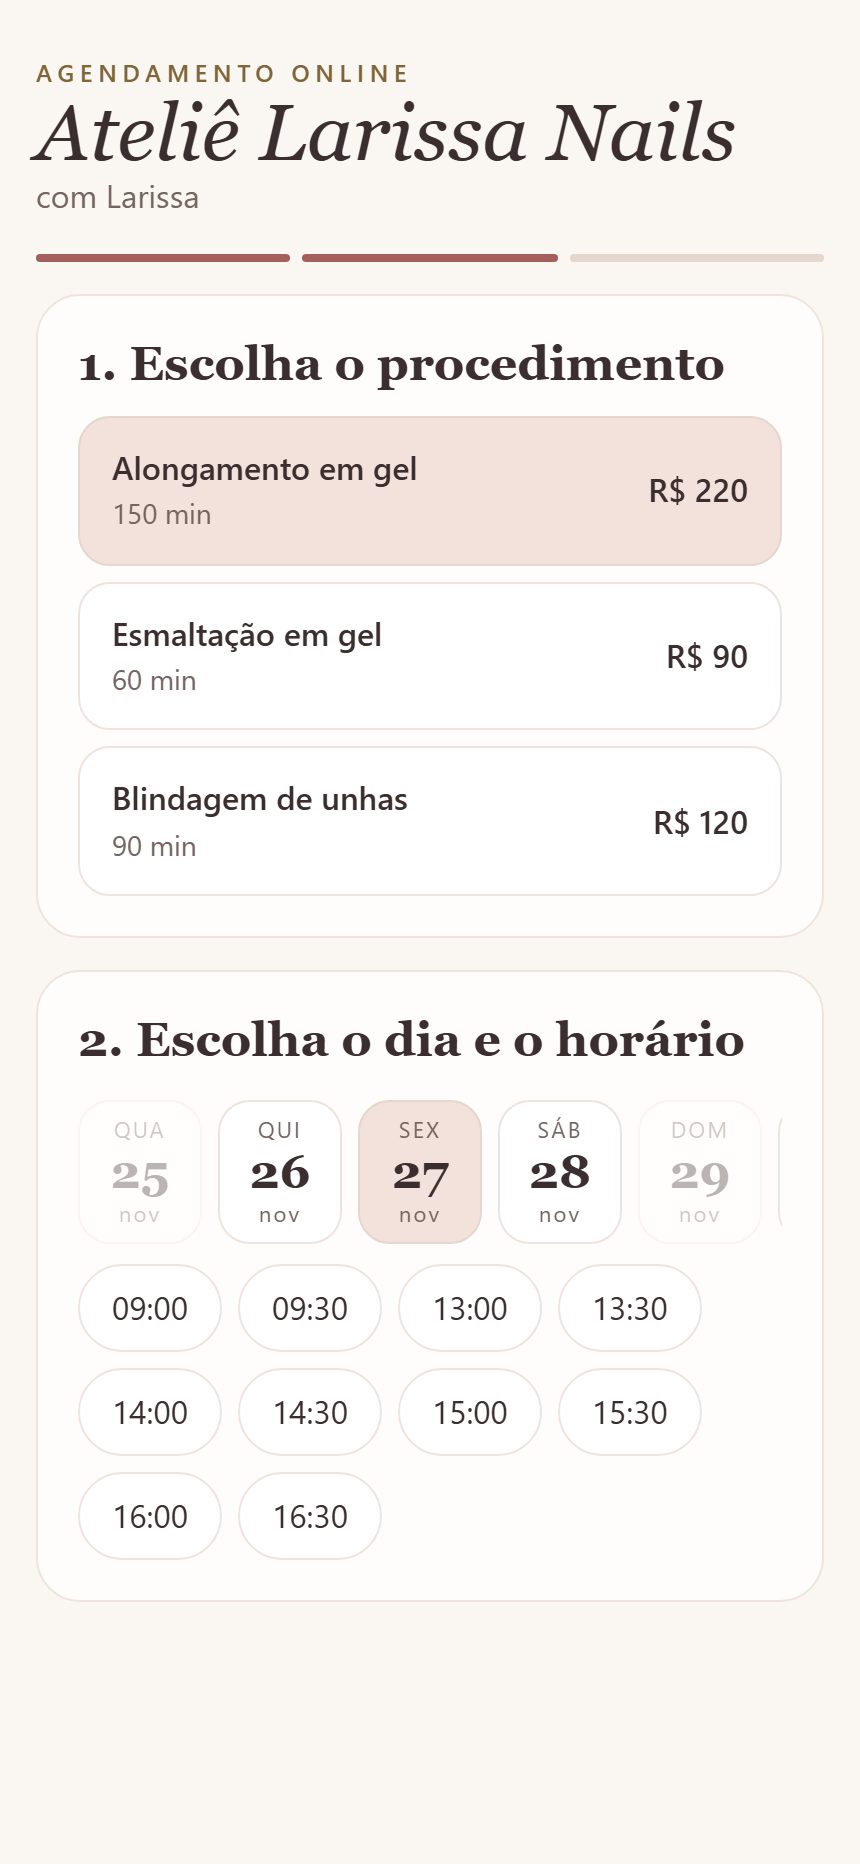 AGENDAMENTO ONLINE
Ateliê Larissa Nails
com Larissa
1. Escolha o procedimento
Alongamento em gel
150 min
R$ 220
Esmaltação em gel
60 min
R$ 90
Blindagem de unhas
90 min
R$ 120
2. Escolha o dia e o horário
QUA QUI SEX SÁB DOM
25 26 27 28 29
nov nov nov nov nov
09:00 09:30 13:00 13:30
14:00 14:30 15:00 15:30
16:00 16:30